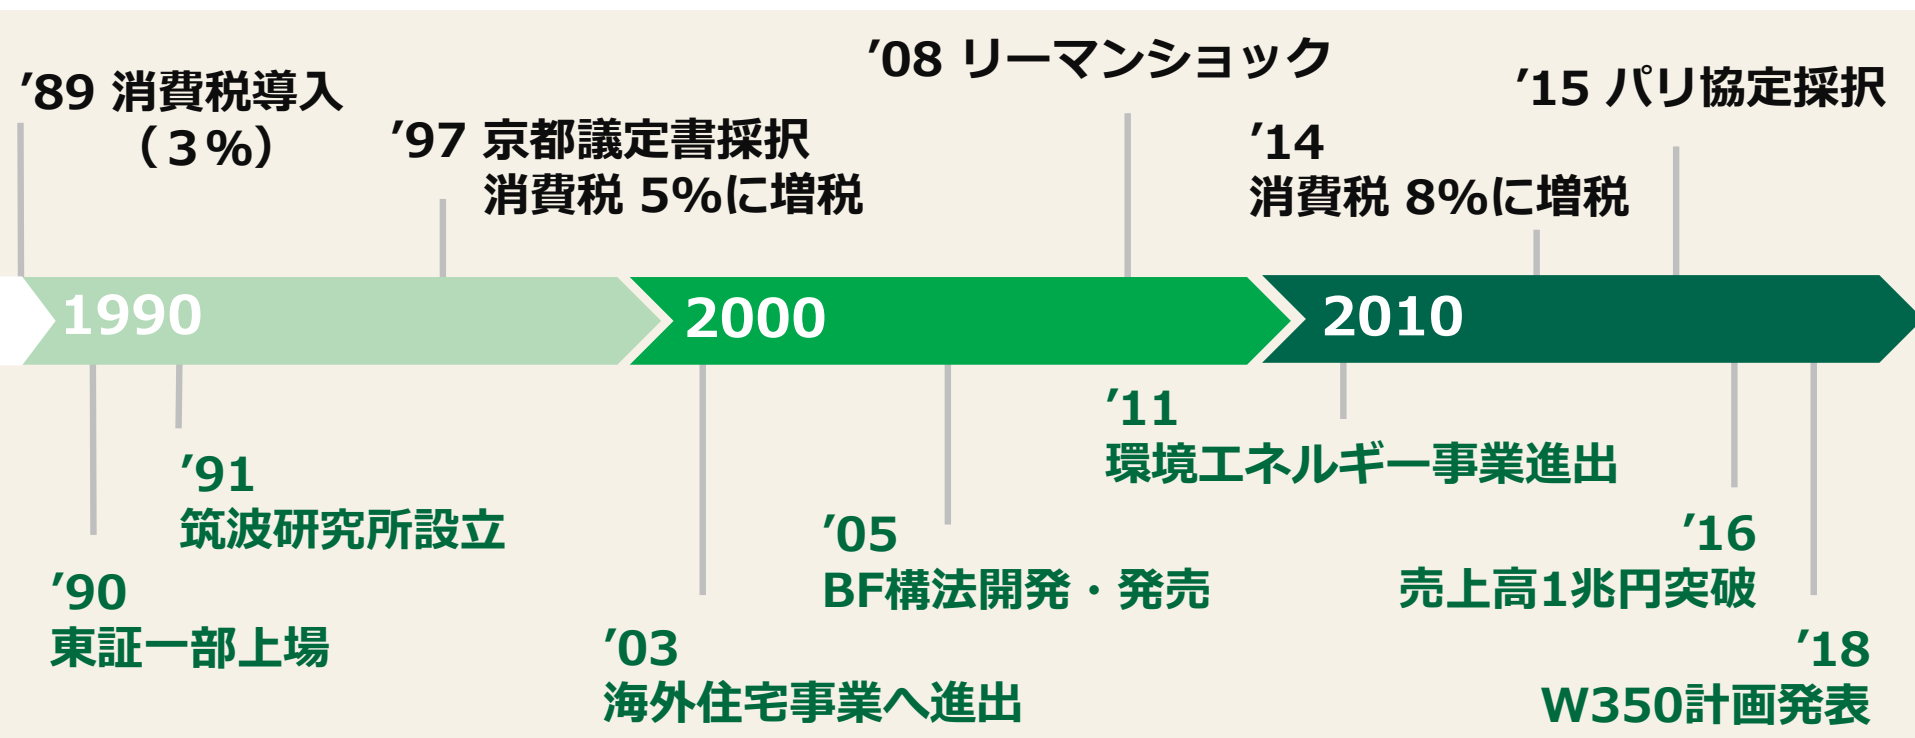 ’89 消費税導入
（３%）
’97 京都議定書採択
消費税 5%に増税
’08 リーマンショック
’14
消費税 8%に増税
’15 パリ協定採択
1990
2000
2010
’90
東証一部上場
’91
筑波研究所設立
’03
海外住宅事業へ進出
’05
BF構法開発・発売
’11
環境エネルギー事業進出
’16
売上高1兆円突破
’18
W350計画発表